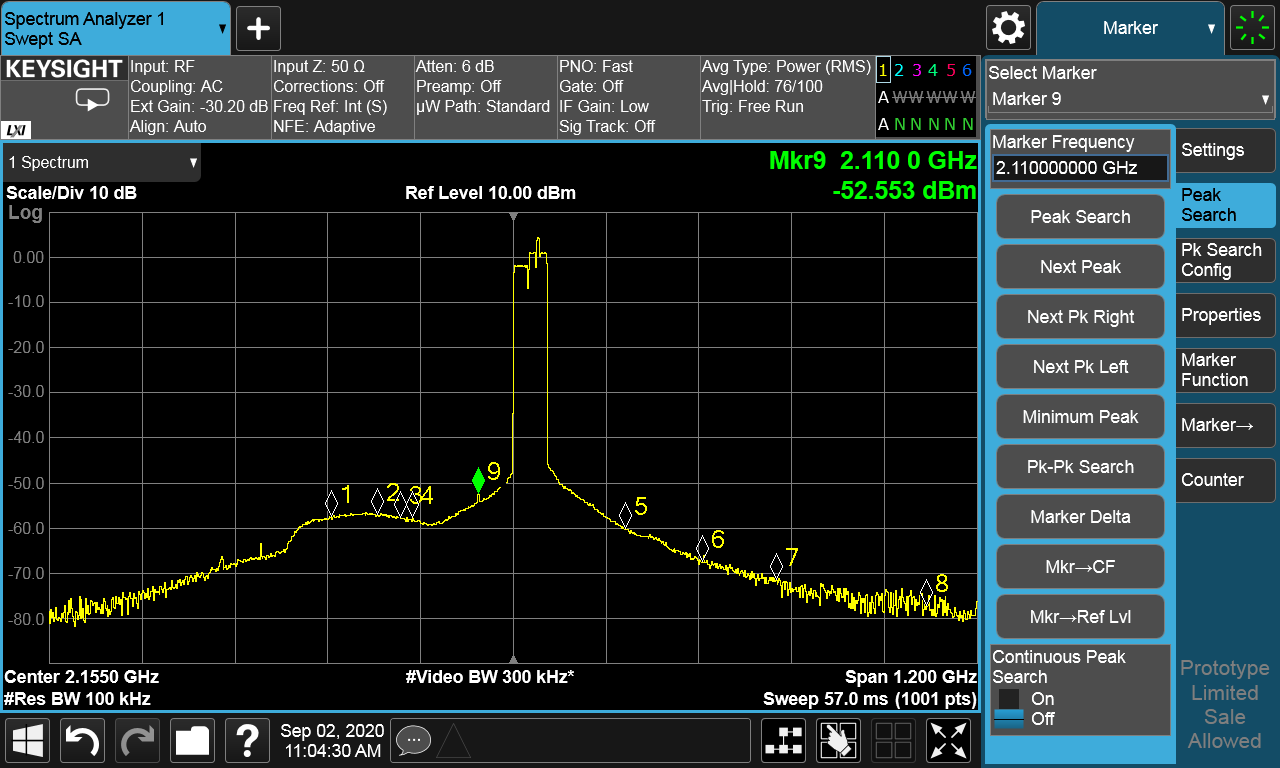 Spectrum Analyzer 1
Swept SA
Marker
KEYSIGHT
LXI
Input: RF
Coupling: AC
Ext Gain: -30.20 dB
Align: Auto
Input Z: 50 Ω
Corrections: Off
Freq Ref: Int (S)
NFE: Adaptive
Atten: 6 dB
Preamp: Off
µW Path: Standard
PNO: Fast
Gate: Off
IF Gain: Low
Sig Track: Off
Avg Type: Power (RMS)
Avg|Hold: 76/100
Trig: Free Run
1 2 3 4 5 6
A W W W W W
A N N N N N
Select Marker
Marker 9
1 Spectrum
Mkr9 2.110 0 GHz
-52.553 dBm
Scale/Div 10 dB
Ref Level 10.00 dBm
Log
0.00
-10.0
-20.0
-30.0
-40.0
-50.0
-60.0
-70.0
-80.0
1
2
3
4
9
5
6
7
8
Center 2.1550 GHz
#Video BW 300 kHz*
Span 1.200 GHz
#Res BW 100 kHz
Sweep 57.0 ms (1001 pts)
Marker Frequency
2.110000000 GHz
Peak Search
Next Peak
Next Pk Right
Next Pk Left
Minimum Peak
Pk-Pk Search
Marker Delta
Mkr→CF
Mkr→Ref Lvl
Continuous Peak
Search
On
Off
Settings
Peak
Search
Pk Search
Config
Properties
Marker
Function
Marker→
Counter
Prototype
Limited
Sale
Allowed
?
Sep 02, 2020
11:04:30 AM